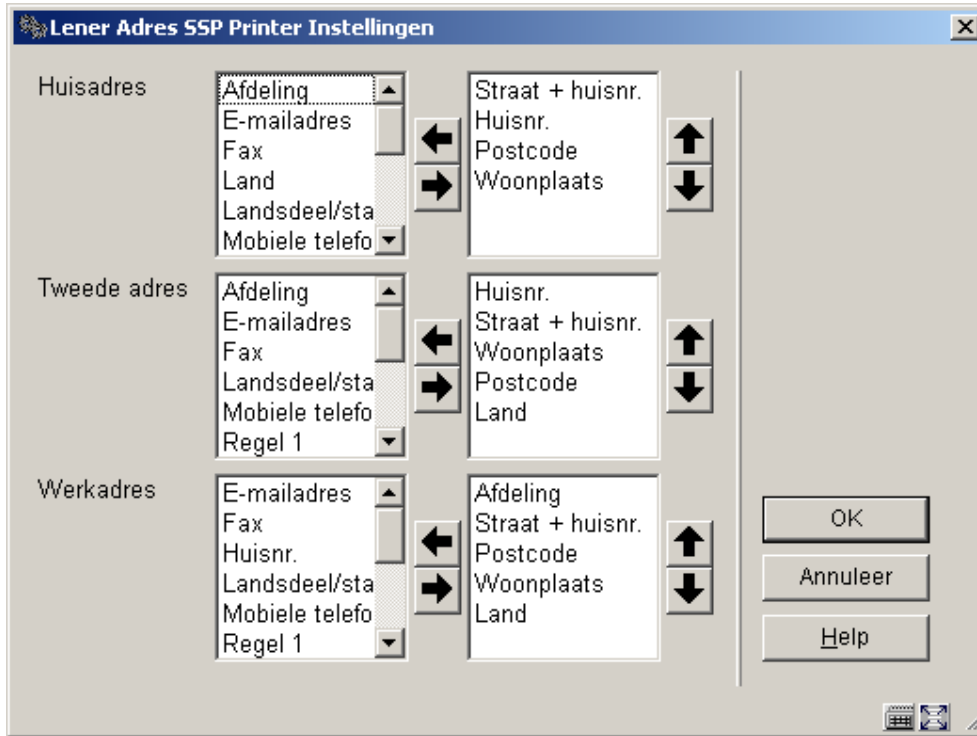 Lener Adres SSP Printer Instellingen
Huisadres
Afdeling
E-mailadres
Fax
Land
Landsdeel/sta
Mobiele telefo
Straat + huisnr.
Huisnr.
Postcode
Woonplaats
Tweede adres
Afdeling
E-mailadres
Fax
Landsdeel/sta
Mobiele telefo
Regel 1
Huisnr.
Straat + huisnr.
Woonplaats
Postcode
Land
Werkadres
E-mailadres
Fax
Huisnr.
Landsdeel/sta
Mobiele telefo
Regel 1
Afdeling
Straat + huisnr.
Postcode
Woonplaats
Land
OK
Annuleer
Help